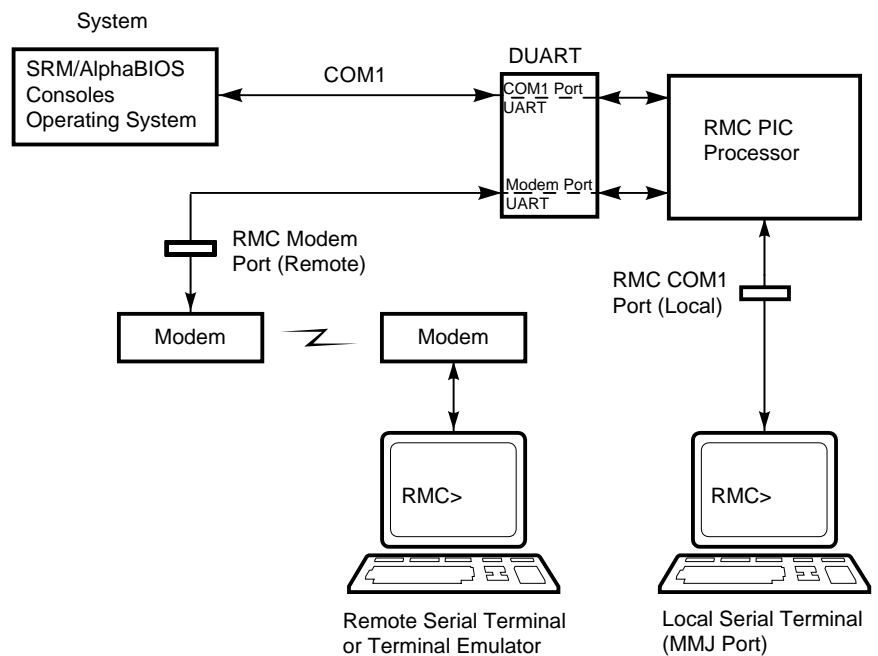 System
SRM/AlphaBIOS
Consoles
Operating System
COM1
DUART
COM1 Port
UART
Modem Port
UART
RMC PIC
Processor
RMC Modem
Port (Remote)
RMC COM1
Port (Local)
Modem
Modem
RMC>
RMC>
Remote Serial Terminal
or Terminal Emulator
Local Serial Terminal
(MMJ Port)